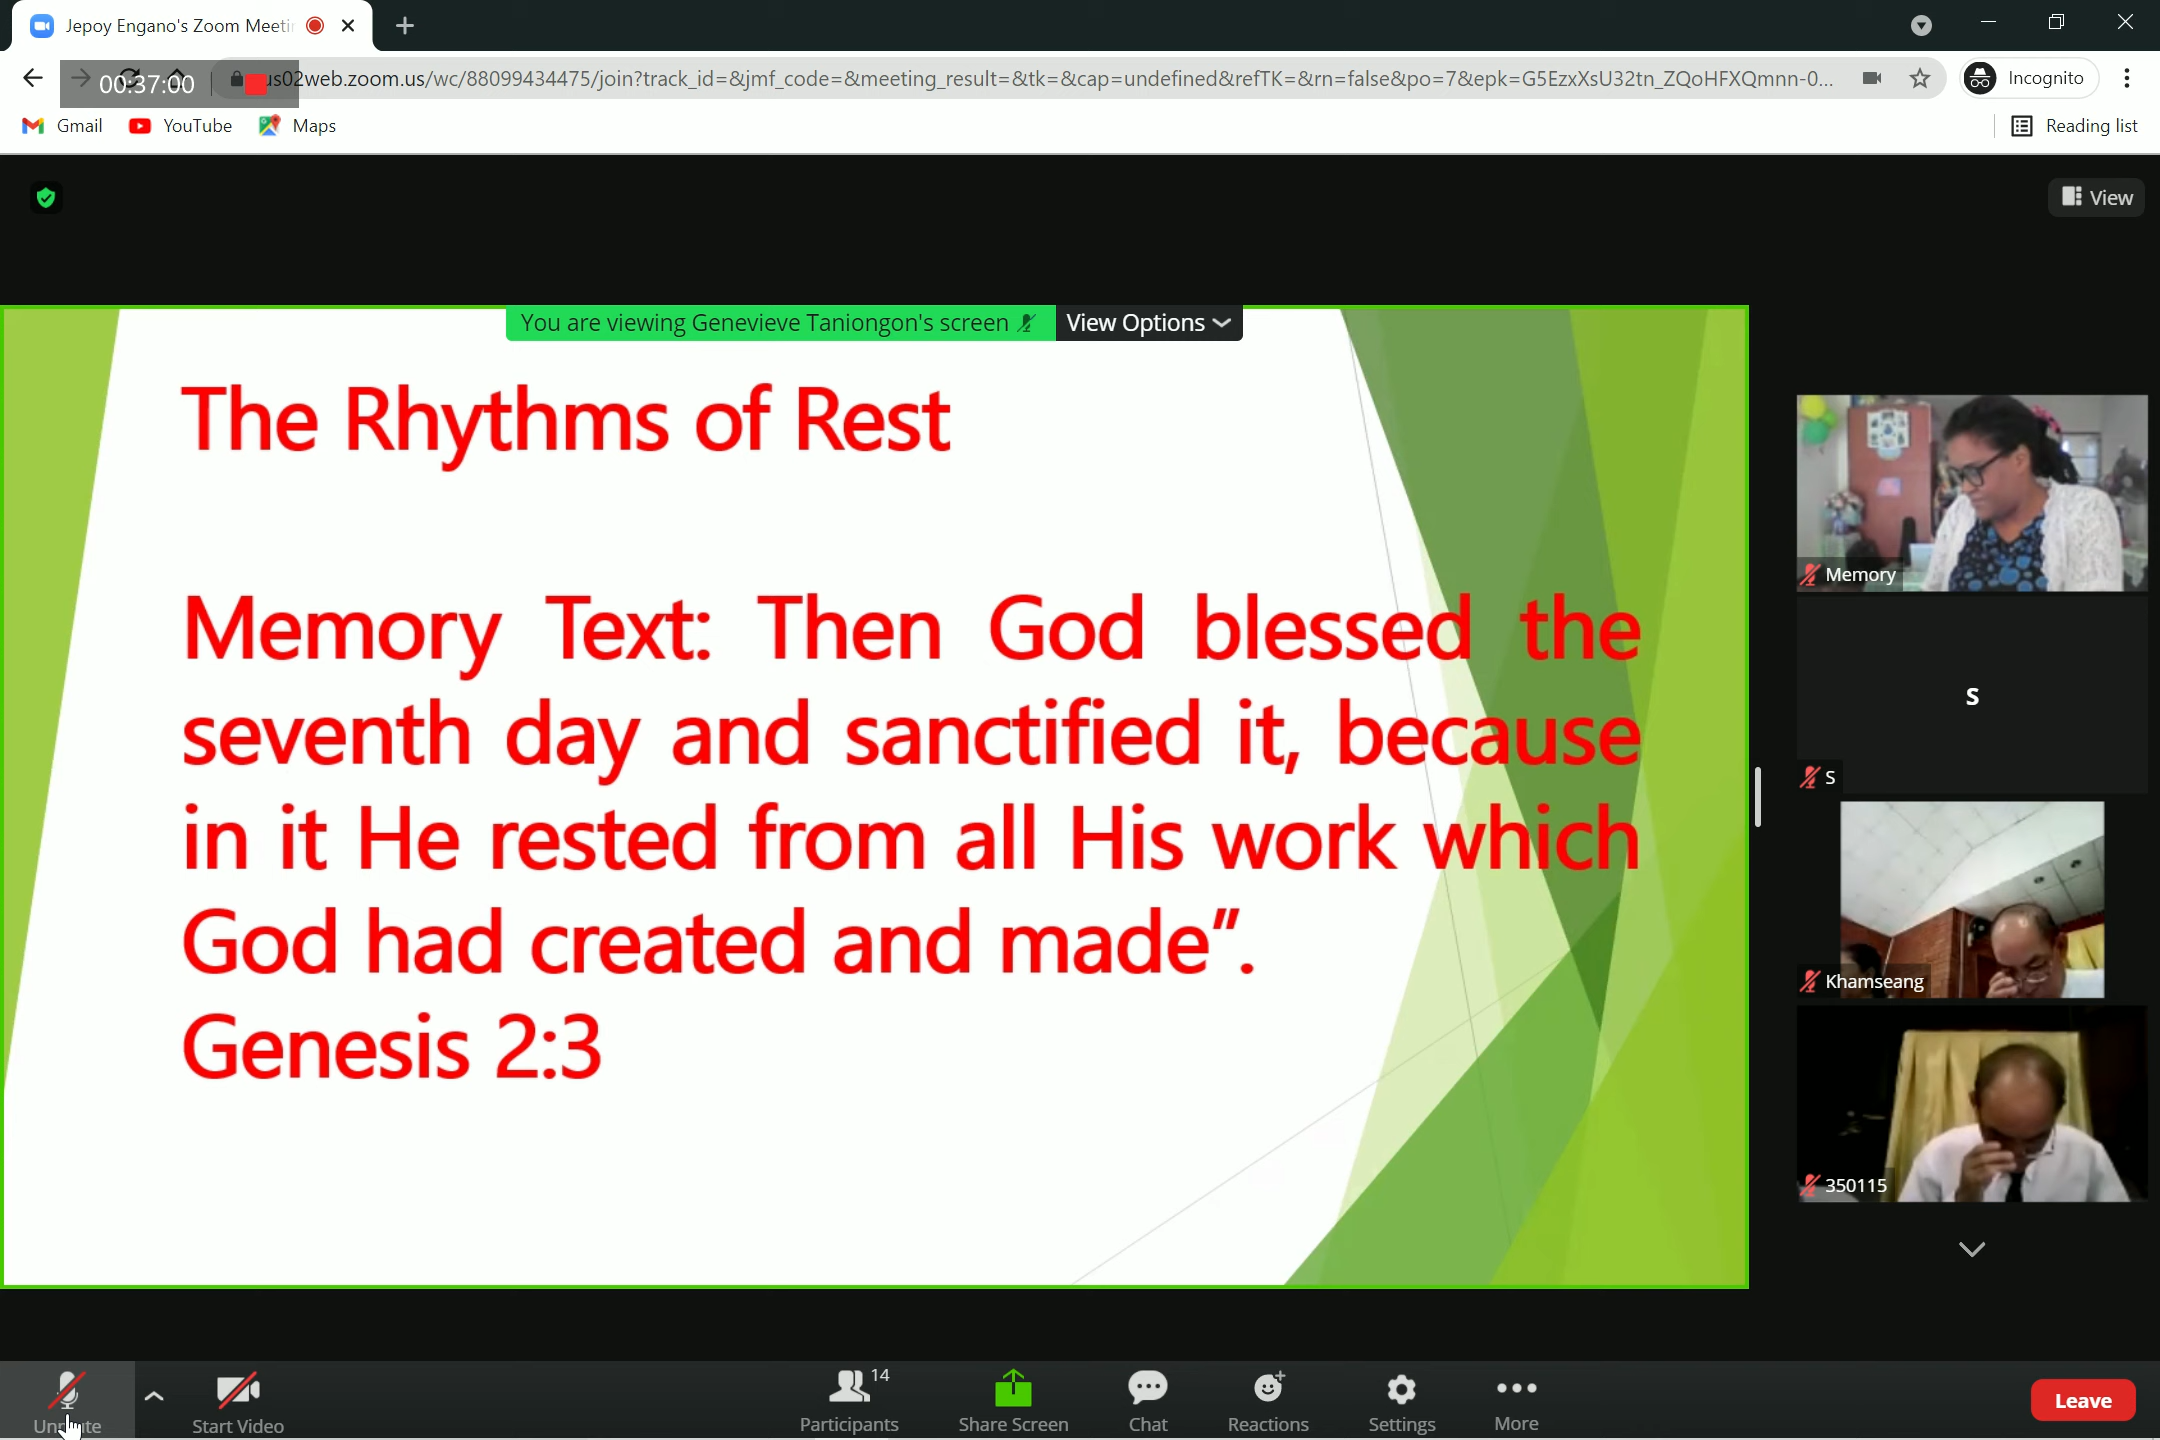 Jepoy Engano's Zoom Meeti
00:37:00
us02web.zoom.us/wc/88099434475/join?track_id=&jmf_code=&meeting_result=&tk=&cap=undefined&refTK=&rn=false&po=7&epk=G5EzxXsU32tn_ZQoHFXQmnn-0...
Incognito
Gmail
YouTube
Maps
Reading list
View
You are viewing Genevieve Taniongon's screen
View Options
The Rhythms of Rest
Memory Text: Then God blessed the
seventh day and sanctified it, because
in it He rested from all His work which
God had created and made”.
Genesis 2:3
Memory
S
S
Khamseang
350115
Unmute
Start Video
14
Participants
Share Screen
Chat
Reactions
Settings
More
Leave